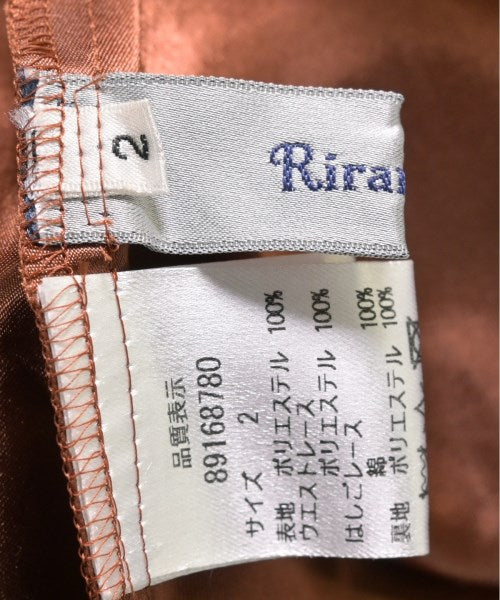 2
Rirar
品質表示
89168780
サイズ 2
表地 ポリエステル 100%
ウエストレース
ポリエステル 100%
はしごレース
綿 100%
裏地 ポリエステル 100%